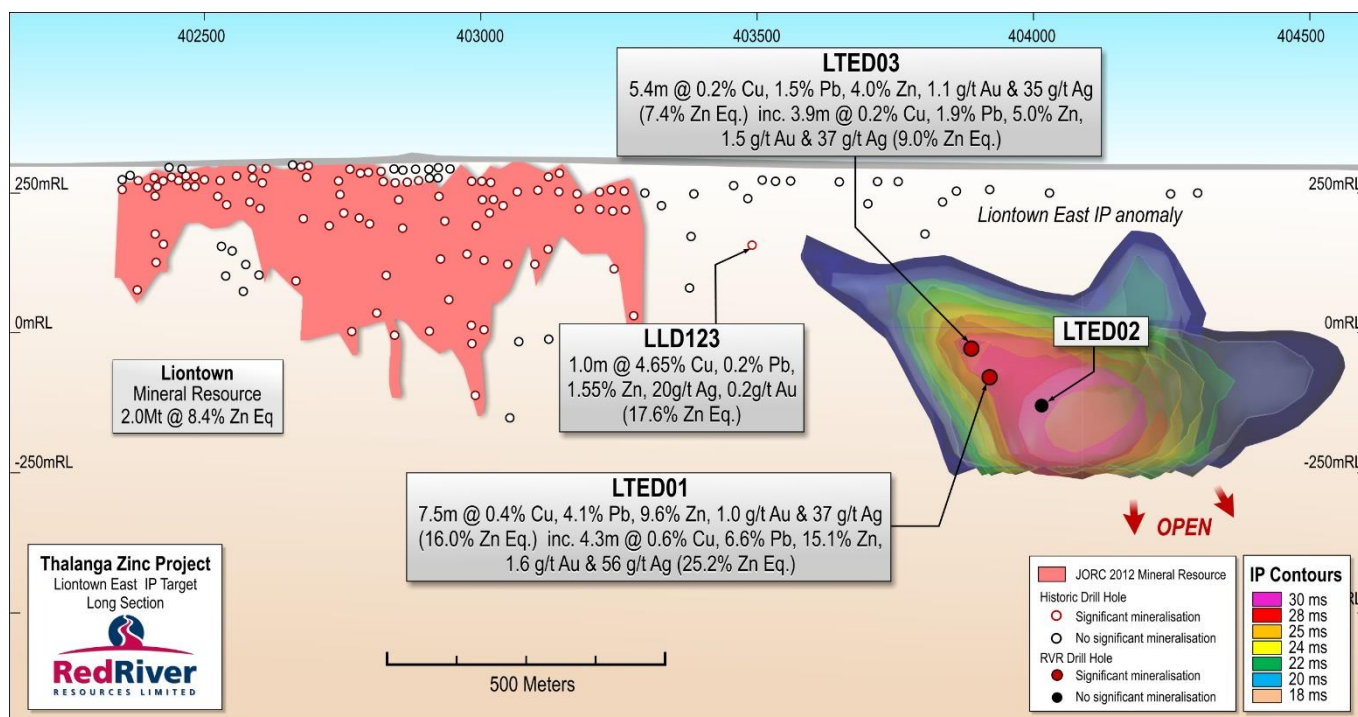 402500
403000
403500
404000
404500
LTED03
5.4m @ 0.2% Cu, 1.5% Pb, 4.0% Zn, 1.1 g/t Au & 35 g/t Ag
(7.4% Zn Eq.) inc. 3.9m @ 0.2% Cu, 1.9% Pb, 5.0% Zn,
1.5 g/t Au & 37 g/t Ag (9.0% Zn Eq.)
250mRL
250mRL
Liontown East IP anomaly
0mRL
0mRL
LTED02
LLD123
1.0m @ 4.65% Cu, 0.2% Pb,
1.55% Zn, 20g/t Ag, 0.2g/t Au
(17.6% Zn Eq.)
Liontown
Mineral Resource
2.0Mt @ 8.4% Zn Eq
-250mRL
-250mRL
LTED01
7.5m @ 0.4% Cu, 4.1% Pb, 9.6% Zn, 1.0 g/t Au & 37 g/t Ag
(16.0% Zn Eq.) inc. 4.3m @ 0.6% Cu, 6.6% Pb, 15.1% Zn,
1.6 g/t Au & 56 g/t Ag (25.2% Zn Eq.)
OPEN
Thalanga Zinc Project
Liontown East IP Target
Long Section
RedRiver
RESOURCES LIMITED
500 Meters
JORC 2012 Mineral Resource
Historic Drill Hole
Significant mineralisation
No significant mineralisation
RVR Drill Hole
Significant mineralisation
No significant mineralisation
IP Contours
30 ms
28 ms
25 ms
24 ms
22 ms
20 ms
18 ms